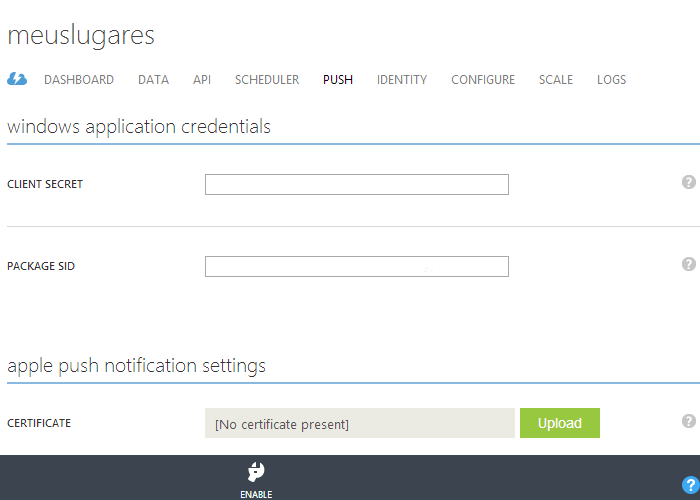 meuslugares
DASHBOARD DATA API SCHEDULER PUSH IDENTITY CONFIGURE SCALE LOGS
windows application credentials
CLIENT SECRET ?
PACKAGE SID ?
apple push notification settings
CERTIFICATE [No certificate present] Upload ?
ENABLE ?